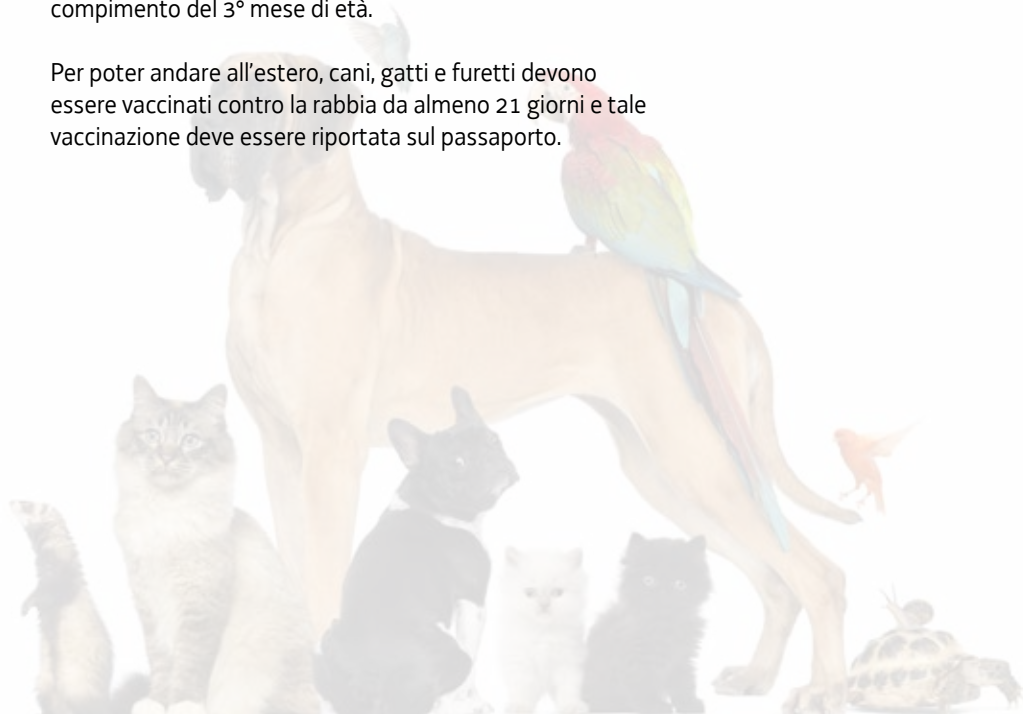 compimento del 3° mese di età.
Per poter andare all’estero, cani, gatti e furetti devono
essere vaccinati contro la rabbia da almeno 21 giorni e tale
vaccinazione deve essere riportata sul passaporto.